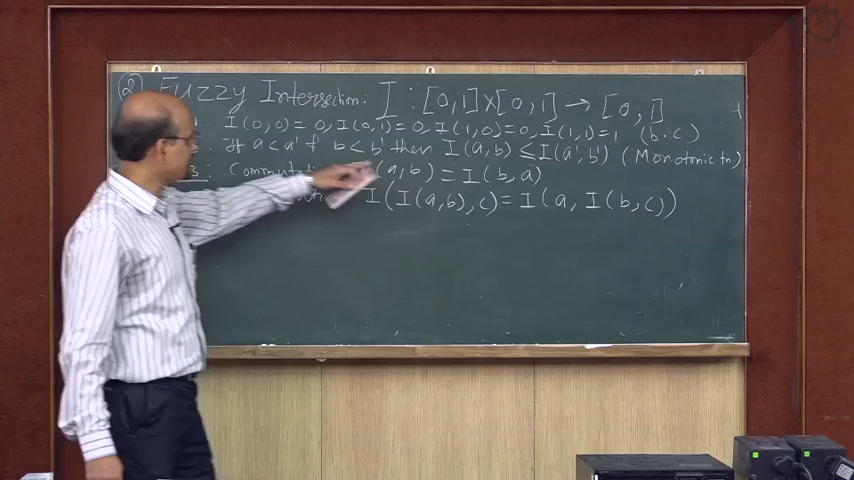 ② Fuzzy Intersection: I : [0,1]X[0,1] → [0,1]
I(0,0) = 0, I(0,1) = 0, I(1,0) = 0, I(1,1) = 1 (b.c)
If a < a' & b < b' then I(a,b) ≤ I(a',b') (Monotonic tn)
3: (a,b) = I(b,a)
I(I(a,b),c) = I(a, I(b,c))